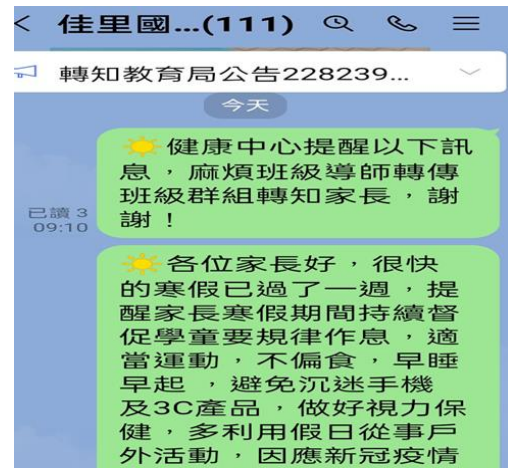 佳里國...(111)
轉知教育局公告228239...
今天
健康中心提醒以下訊
息，麻煩班級導師轉傳
班級群組轉知家長，謝
謝！
已讀 3
09:10
各位家長好，很快
的寒假已過了一週，提
醒家長寒假期間持續督
促學童要規律作息，適
當運動，不偏食，早睡
早起 ，避免沉迷手機
及3C產品，做好視力保
健，多利用假日從事戶
外活動，因應新冠疫情